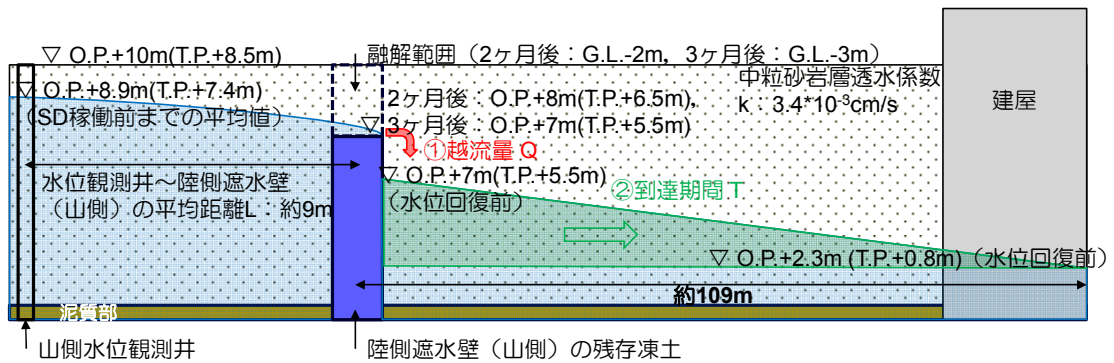 ▽ O.P.+10m(T.P.+8.5m)
融解範囲（2ヶ月後：G.L.-2m，3ヶ月後：G.L.-3m）
▽ O.P.+8.9m(T.P.+7.4m)
（SD稼働前までの平均値）
中粒砂岩層透水係数
k：3.4*10-3cm/s
建屋
2ヶ月後：O.P.+8m(T.P.+6.5m),
▽ 3ヶ月後：O.P.+7m(T.P.+5.5m)
①越流量 Q
水位観測井～陸側遮水壁
（山側）の平均距離L：約9m
▽ O.P.+7m(T.P.+5.5m)
（水位回復前）
②到達期間T
▽ O.P.+2.3m (T.P.+0.8m)（水位回復前）
約109m
泥質部
山側水位観測井
陸側遮水壁（山側）の残存凍土